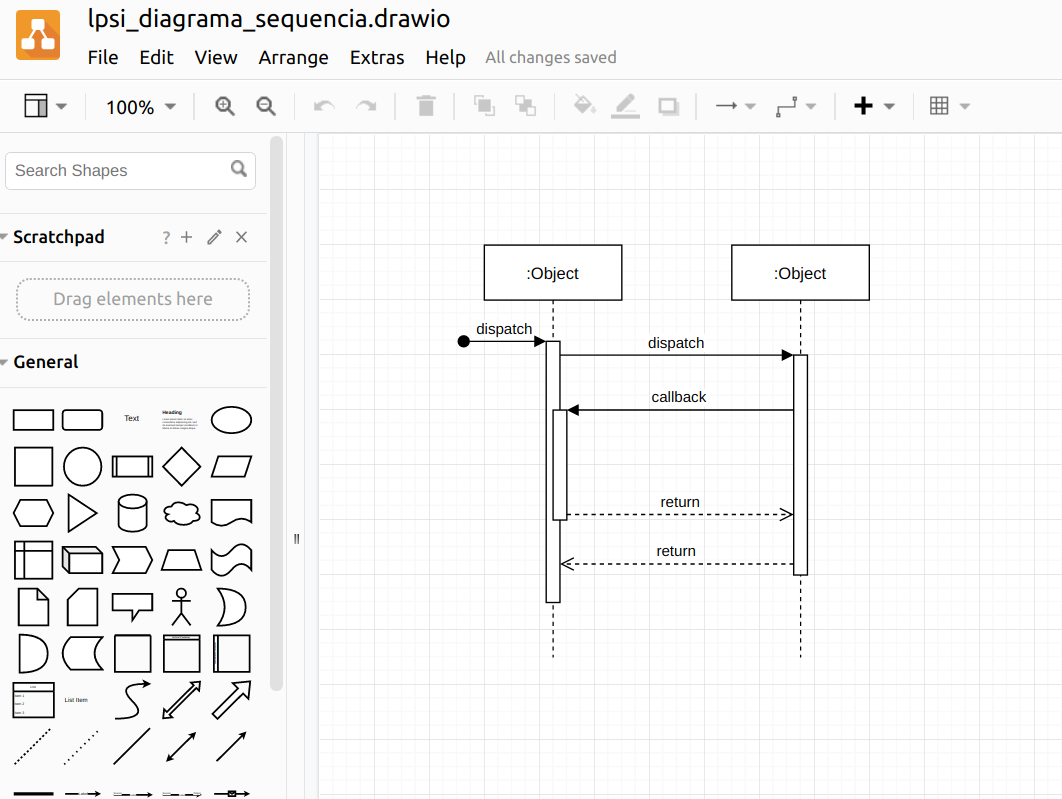 lpsi_diagrama_sequencia.drawio
File Edit View Arrange Extras Help All changes saved
100%
Search Shapes
Scratchpad ? + ×
Drag elements here
General
Text
Heading
List Item
:Object :Object
dispatch
dispatch
callback
return
return